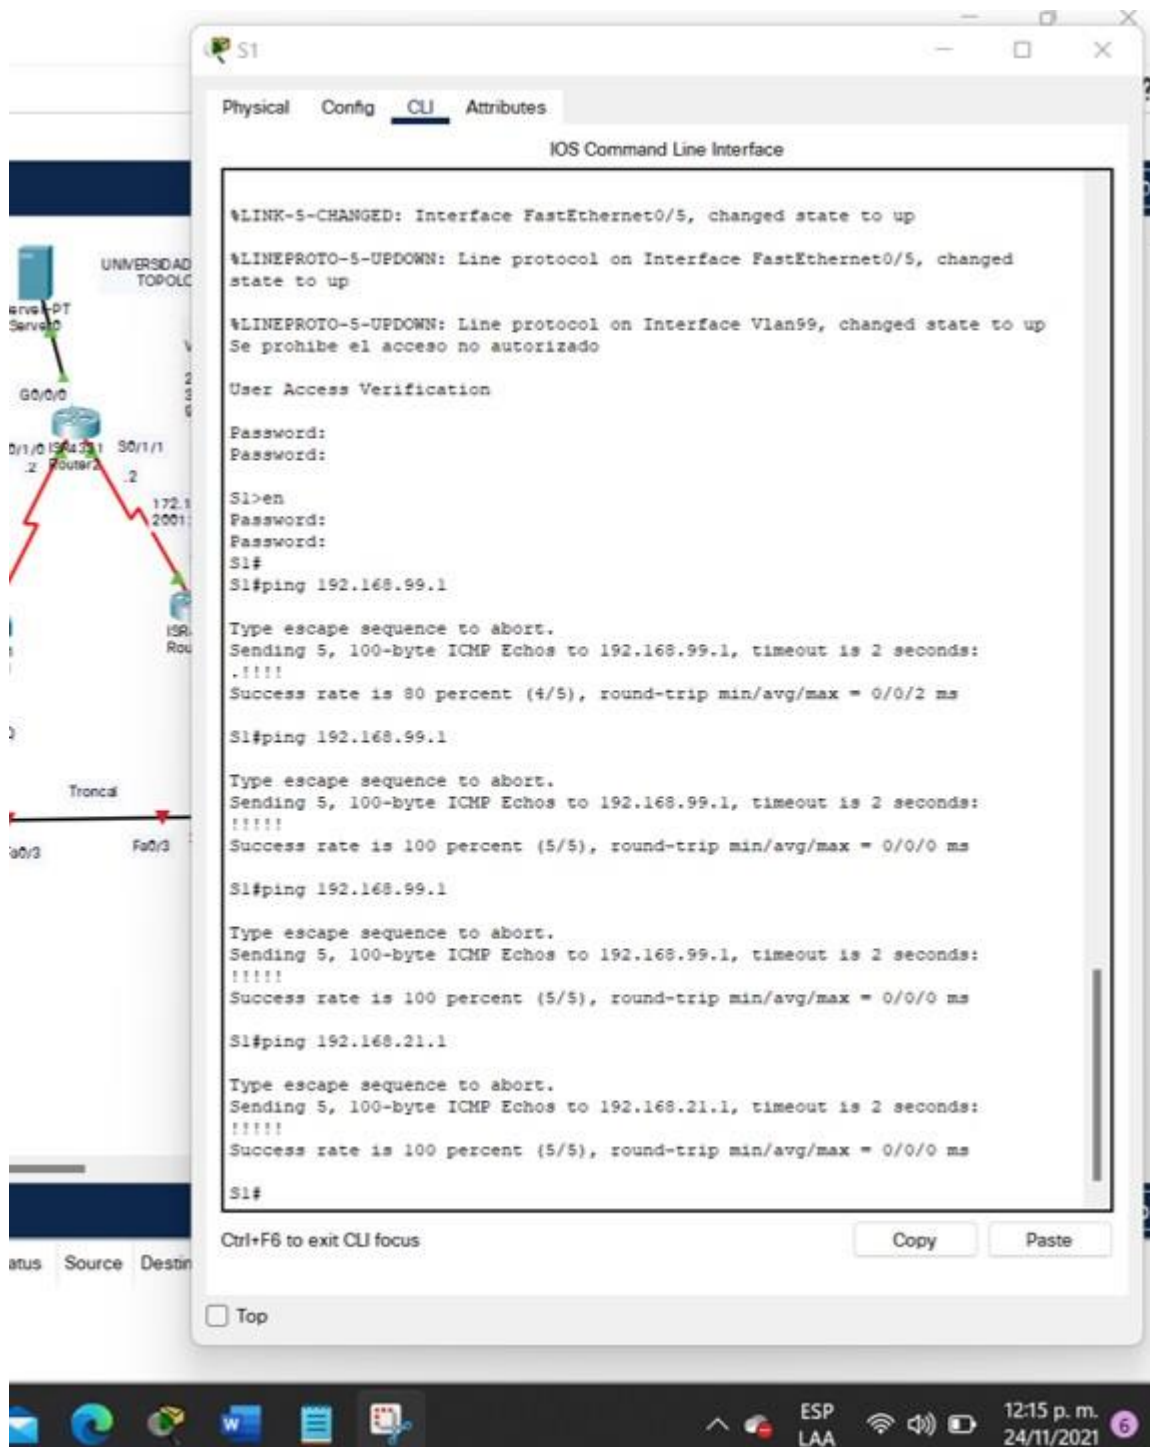 S1
Physical Config CLI Attributes
IOS Command Line Interface
%LINK-5-CHANGED: Interface FastEthernet0/5, changed state to up
%LINEPROTO-5-UPDOWN: Line protocol on Interface FastEthernet0/5, changed
state to up
%LINEPROTO-5-UPDOWN: Line protocol on Interface Vlan99, changed state to up
Se prohibe el acceso no autorizado
User Access Verification
Password:
Password:
S1>en
Password:
Password:
S1#
S1#ping 192.168.99.1
Type escape sequence to abort.
Sending 5, 100-byte ICMP Echos to 192.168.99.1, timeout is 2 seconds:
.!!!!
Success rate is 80 percent (4/5), round-trip min/avg/max = 0/0/2 ms
S1#ping 192.168.99.1
Type escape sequence to abort.
Sending 5, 100-byte ICMP Echos to 192.168.99.1, timeout is 2 seconds:
!!!!!
Success rate is 100 percent (5/5), round-trip min/avg/max = 0/0/0 ms
S1#ping 192.168.99.1
Type escape sequence to abort.
Sending 5, 100-byte ICMP Echos to 192.168.99.1, timeout is 2 seconds:
!!!!!
Success rate is 100 percent (5/5), round-trip min/avg/max = 0/0/0 ms
S1#ping 192.168.21.1
Type escape sequence to abort.
Sending 5, 100-byte ICMP Echos to 192.168.21.1, timeout is 2 seconds:
!!!!!
Success rate is 100 percent (5/5), round-trip min/avg/max = 0/0/0 ms
S1#
Ctrl+F6 to exit CLI focus
Copy Paste
Top
UNIVERSIDAD
TOPOLO
G0/0/0
S0/1/1
.2
.2
172.1
2001:
ISR
Rou
Troncal
Fa0/3
atus Source Destin
ESP
LAA
12:15 p. m.
24/11/2021
6